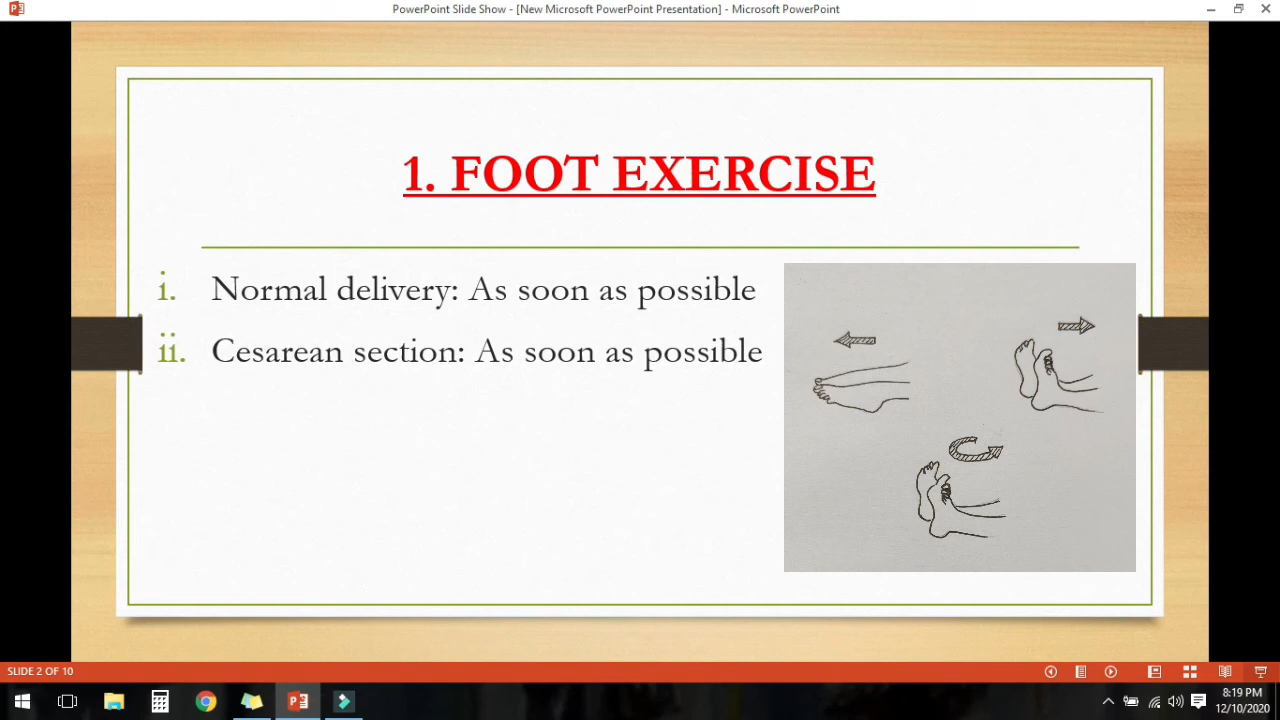 PowerPoint Slide Show - [New Microsoft PowerPoint Presentation] - Microsoft PowerPoint
1. FOOT EXERCISE
i. Normal delivery: As soon as possible
ii. Cesarean section: As soon as possible
SLIDE 2 OF 10
8:19 PM
12/10/2020